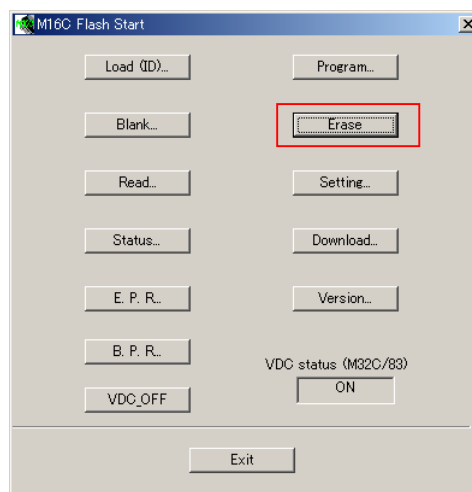 M16C Flash Start
Load (ID)... Program...
Blank... Erase
Read... Setting...
Status... Download...
E. P. R... Version...
B. P. R...
VDC status (M32C/83)
VDC_OFF ON
Exit